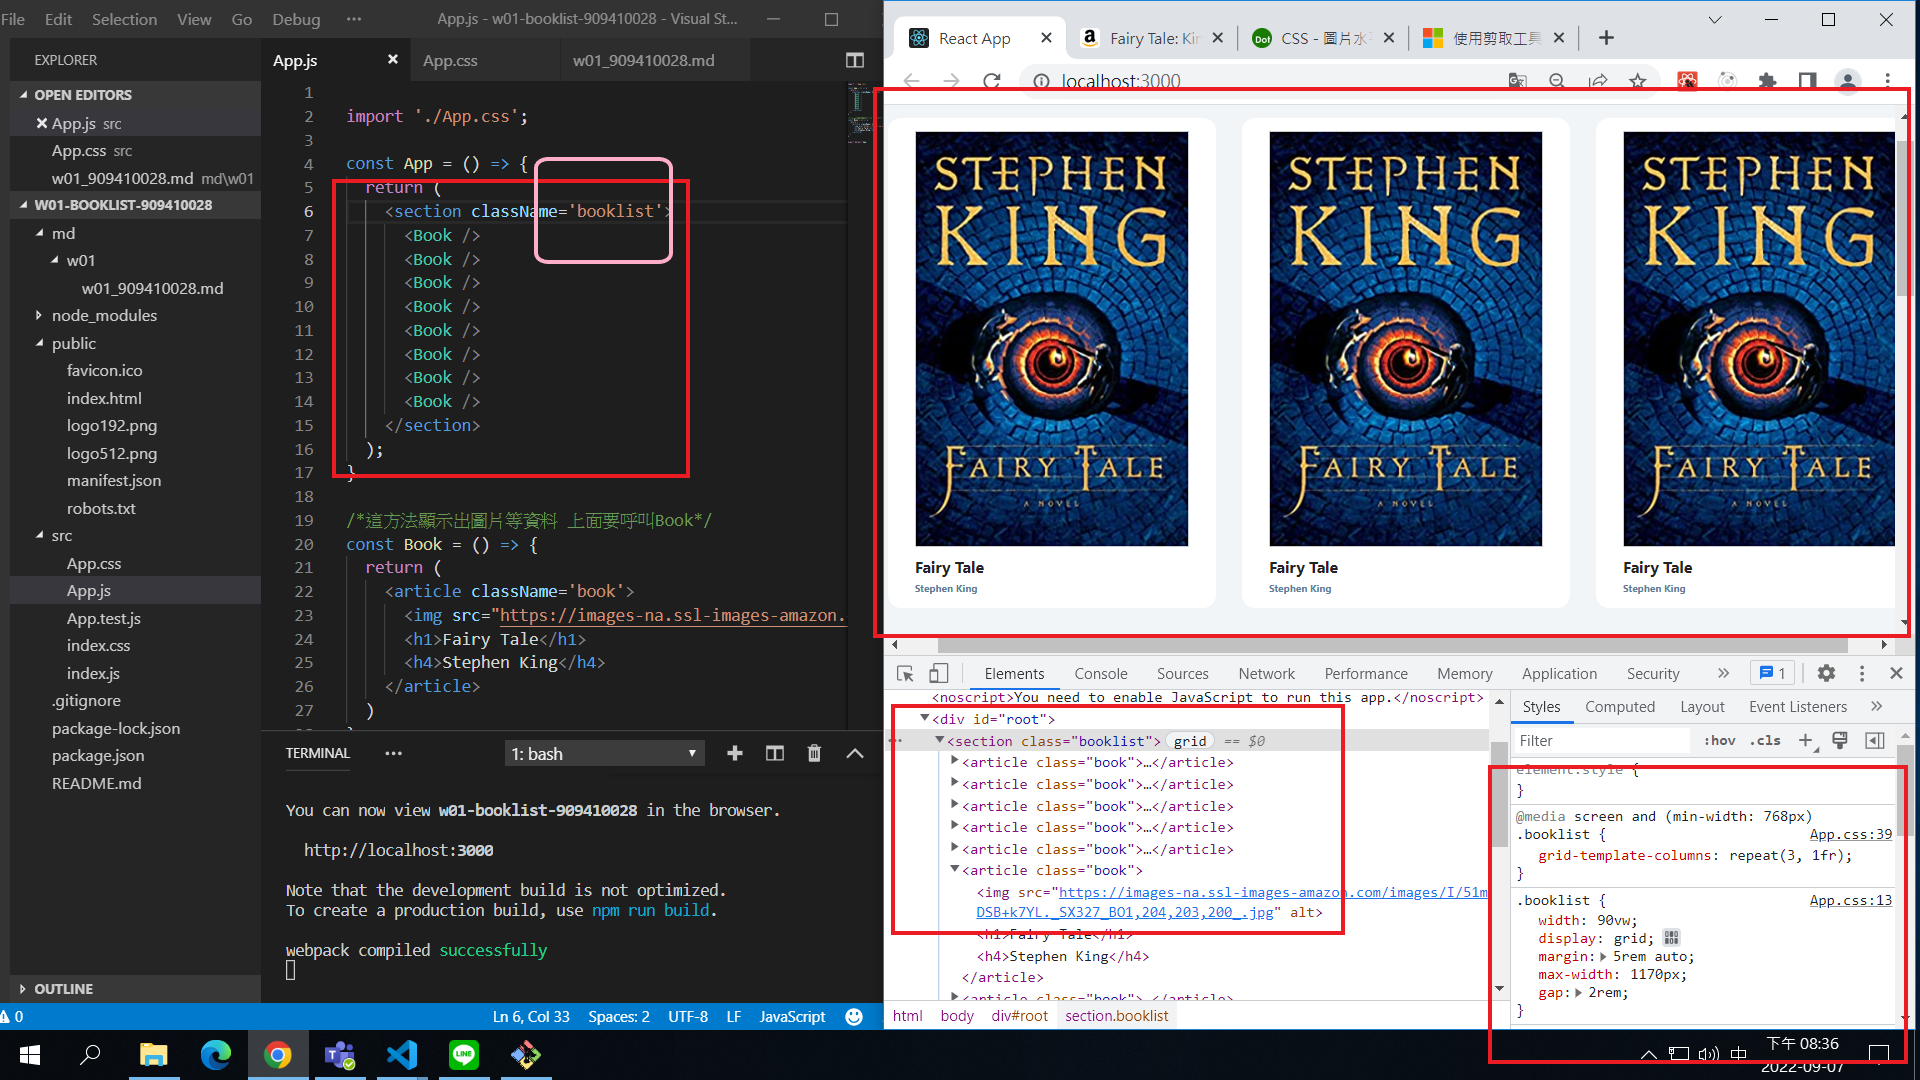 File Edit Selection View Go Debug ··· App.js - w01-booklist-909410028 - Visual St...
EXPLORER
OPEN EDITORS
App.js src
App.css src
w01_909410028.md md\w01
W01-BOOKLIST-909410028
md
w01
w01_909410028.md
node_modules
public
favicon.ico
index.html
logo192.png
logo512.png
manifest.json
robots.txt
src
App.css
App.js
App.test.js
index.css
index.js
.gitignore
package-lock.json
package.json
README.md
OUTLINE
App.js App.css w01_909410028.md
1
2 import './App.css';
3
4 const App = () => {
5 return (
6 <section className='booklist'>
7 <Book />
8 <Book />
9 <Book />
10 <Book />
11 <Book />
12 <Book />
13 <Book />
14 <Book />
15 </section>
16 );
17 }
18
19 /*這方法顯示出圖片等資料 上面要呼叫Book*/
20 const Book = () => {
21 return (
22 <article className='book'>
23 <img src="https://images-na.ssl-images-amazon.
24 <h1>Fairy Tale</h1>
25 <h4>Stephen King</h4>
26 </article>
27 )
TERMINAL ··· 1: bash
You can now view w01-booklist-909410028 in the browser.
http://localhost:3000
Note that the development build is not optimized.
To create a production build, use npm run build.
webpack compiled successfully
0 Ln 6, Col 33 Spaces: 2 UTF-8 LF JavaScript
React App Fairy Tale: Kin CSS - 圖片水 使用剪取工具
localhost:3000
STEPHEN KING
FAIRY TALE
A NOVEL
Fairy Tale
Stephen King
STEPHEN KING
FAIRY TALE
A NOVEL
Fairy Tale
Stephen King
STEPHEN KING
FAIRY TALE
A NOVEL
Fairy Tale
Stephen King
Elements Console Sources Network Performance Memory Application Security » 1
<noscript>You need to enable JavaScript to run this app.</noscript>
<div id="root">
<section class="booklist"> grid == $0
<article class="book">…</article>
<article class="book">…</article>
<article class="book">…</article>
<article class="book">…</article>
<article class="book">…</article>
<article class="book">
<img src="https://images-na.ssl-images-amazon.com/images/I/51m
DSB+k7YL._SX327_BO1,204,203,200_.jpg" alt>
<h1>Fairy Tale</h1>
<h4>Stephen King</h4>
</article>
<article class="book">…</article>
html body div#root section.booklist
Styles Computed Layout Event Listeners »
Filter :hov .cls +
element.style {
}
@media screen and (min-width: 768px)
.booklist { App.css:39
grid-template-columns: repeat(3, 1fr);
}
.booklist { App.css:13
width: 90vw;
display: grid;
margin: 5rem auto;
max-width: 1170px;
gap: 2rem;
}
LINE
中
下午 08:36
2022-09-07